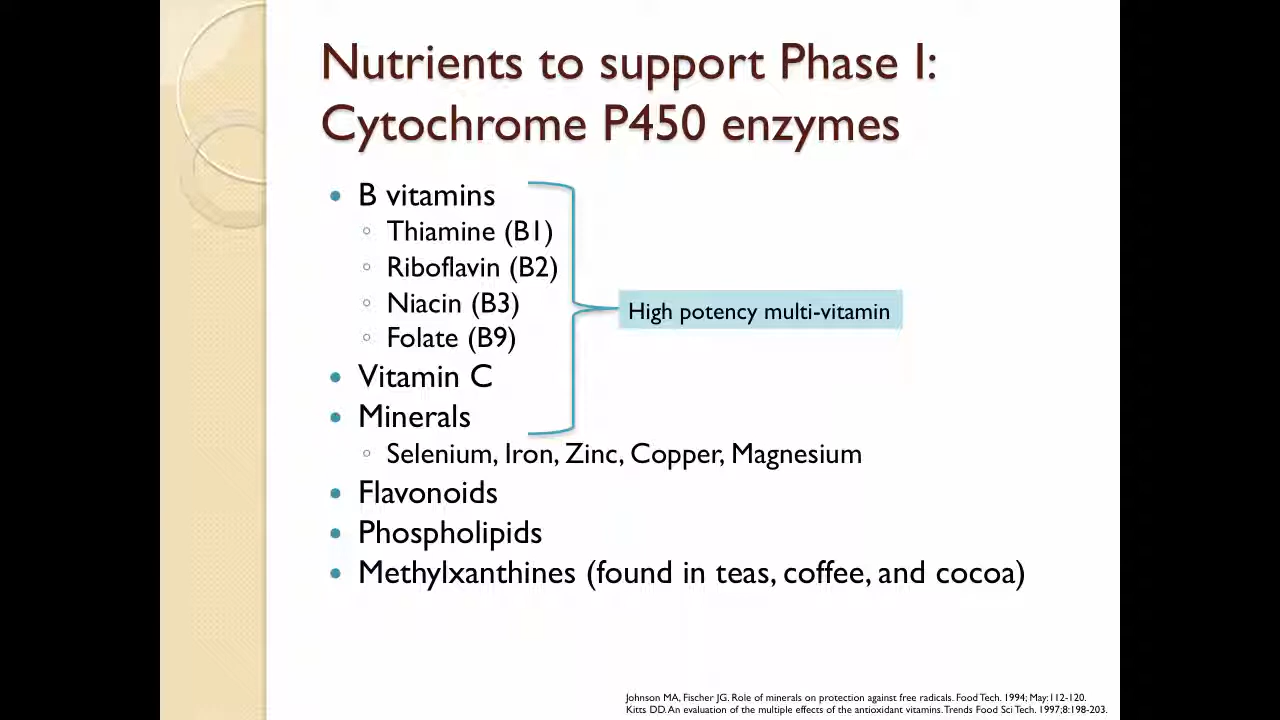 Nutrients to support Phase I:
Cytochrome P450 enzymes
• B vitamins
◦ Thiamine (B1)
◦ Riboflavin (B2)
◦ Niacin (B3)
◦ Folate (B9)
High potency multi-vitamin
• Vitamin C
• Minerals
◦ Selenium, Iron, Zinc, Copper, Magnesium
• Flavonoids
• Phospholipids
• Methylxanthines (found in teas, coffee, and cocoa)
Johnson MA, Fischer JG. Role of minerals on protection against free radicals. Food Tech. 1994; May:112-120.
Kitts DD. An evaluation of the multiple effects of the antioxidant vitamins. Trends Food Sci Tech. 1997;8:198-203.